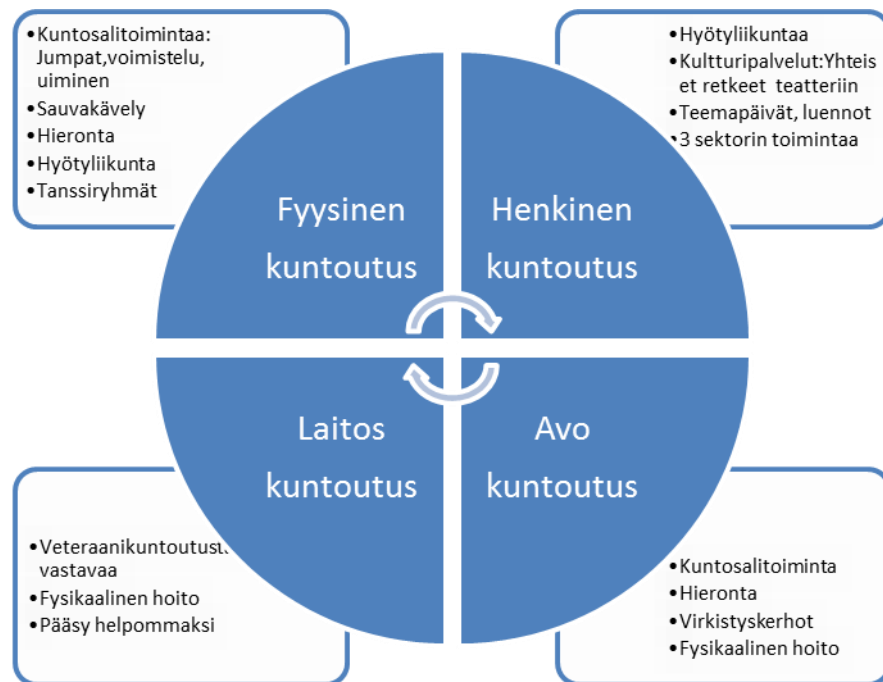 •Kuntosalitoimintaa:
Jumpat,voimistelu,
uiminen
•Sauvakävely
•Hieronta
•Hyötyliikunta
•Tanssiryhmät
•Hyötyliikuntaa
•Kultturipalvelut:Yhteis
et retkeet teatteriin
•Teemapäivät, luennot
•3 sektorin toimintaa
Fyysinen
kuntoutus
Henkinen
kuntoutus
Laitos
kuntoutus
Avo
kuntoutus
•
vastavaa
•Fysikaalinen hoito
•Pääsy helpommaksi
•Kuntosalitoiminta
•Hieronta
•Virkistyskerhot
•Fysikaalinen hoito